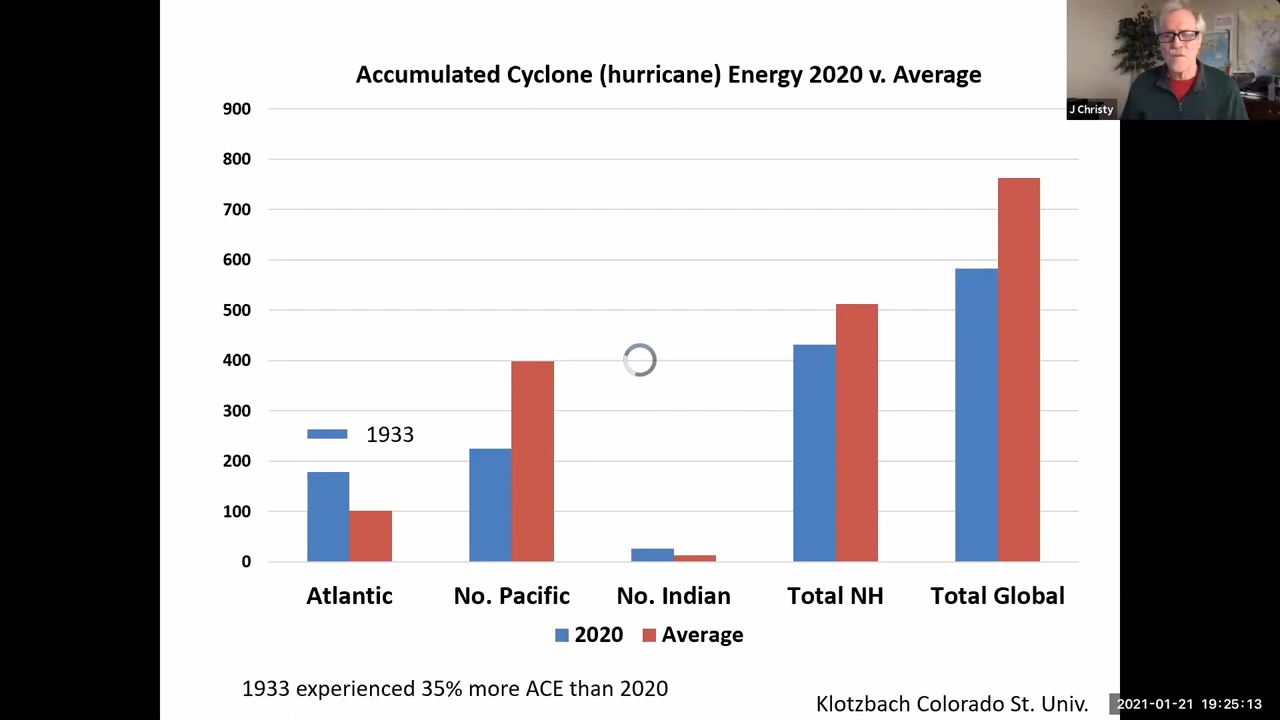 Accumulated Cyclone (hurricane) Energy 2020 v. Average
J Christy
900
800
700
600
500
400
300
200
100
0
1933
Atlantic No. Pacific No. Indian Total NH Total Global
2020 Average
1933 experienced 35% more ACE than 2020
Klotzbach Colorado St. Univ.
2021-01-21 19:25:13